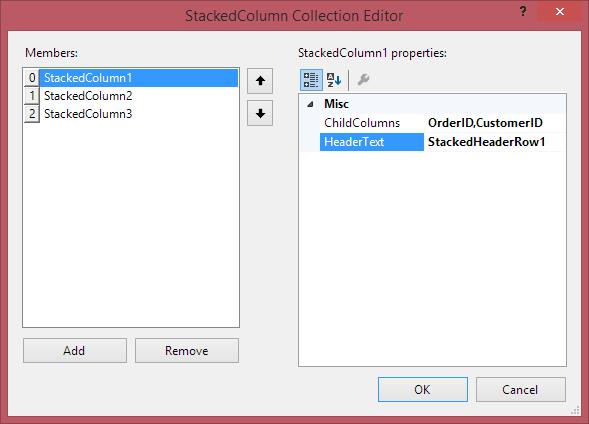 StackedColumn Collection Editor
?
Members:
StackedColumn1 properties:
0 StackedColumn1
1 StackedColumn2
2 StackedColumn3
A
Z
Misc
ChildColumns OrderID,CustomerID
HeaderText StackedHeaderRow1
Add Remove
OK Cancel